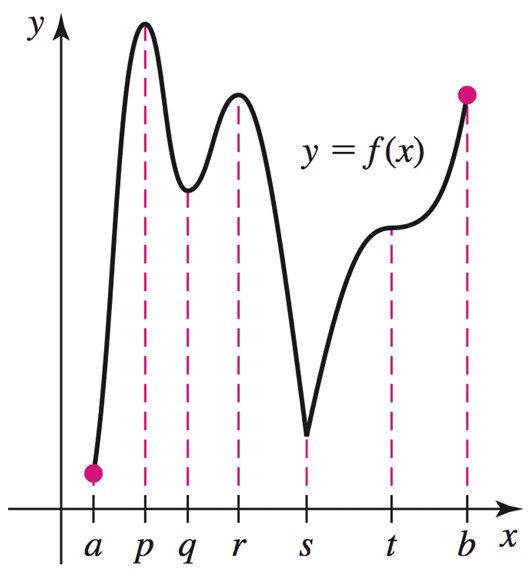 y
y = f(x)
a p q r s t b x